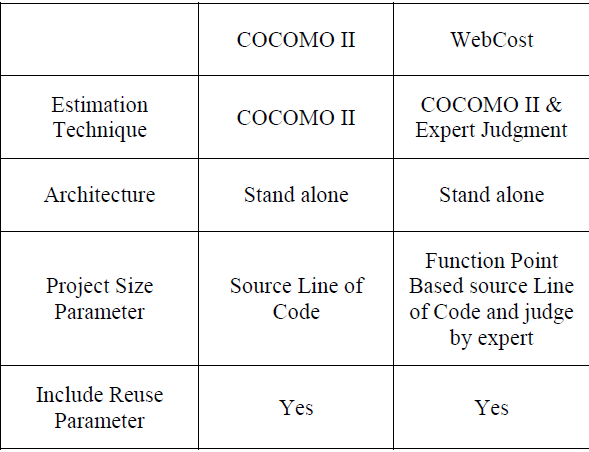 COCOMO II
WebCost
Estimation
Technique
COCOMO II
COCOMO II &
Expert Judgment
Architecture
Stand alone
Stand alone
Project Size
Parameter
Source Line of
Code
Function Point
Based source Line
of Code and judge
by expert
Include Reuse
Parameter
Yes
Yes